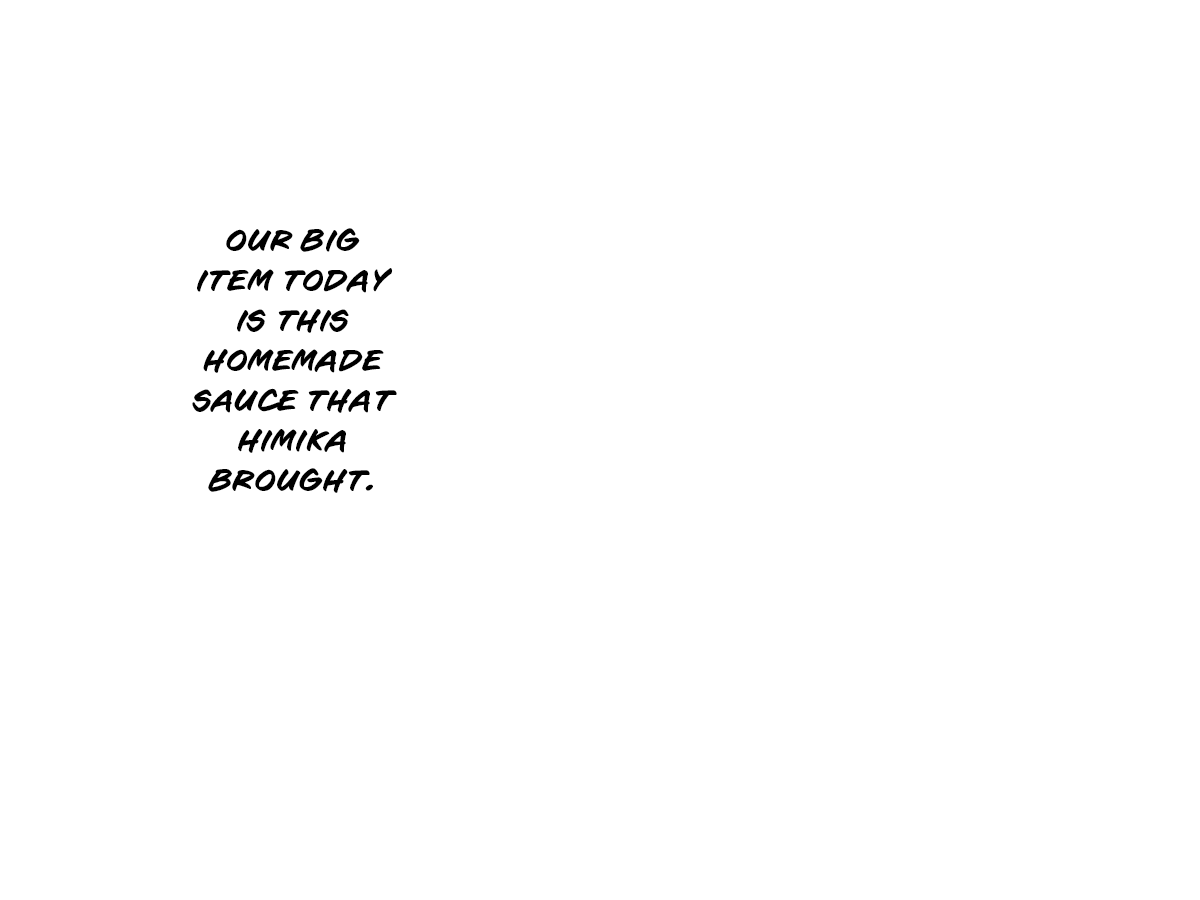 OUR BIG
ITEM TODAY
IS THIS
HOMEMADE
SAUCE THAT
HIMIKA
BROUGHT.